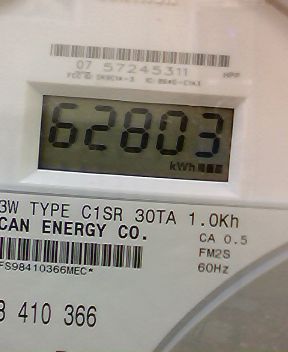 07 57245311
62803
kWh
3W TYPE C1SR 30TA 1.0Kh
CAN ENERGY CO.
CA 0.5
FM2S
FS98410366MEC*
60Hz
8 410 366